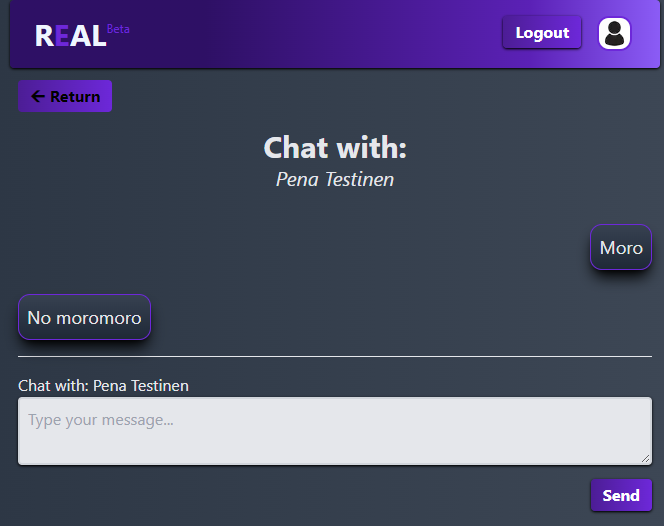 REAL Beta
Logout
← Return
Chat with:
Pena Testinen
Moro
No moromoro
Chat with: Pena Testinen
Type your message...
Send